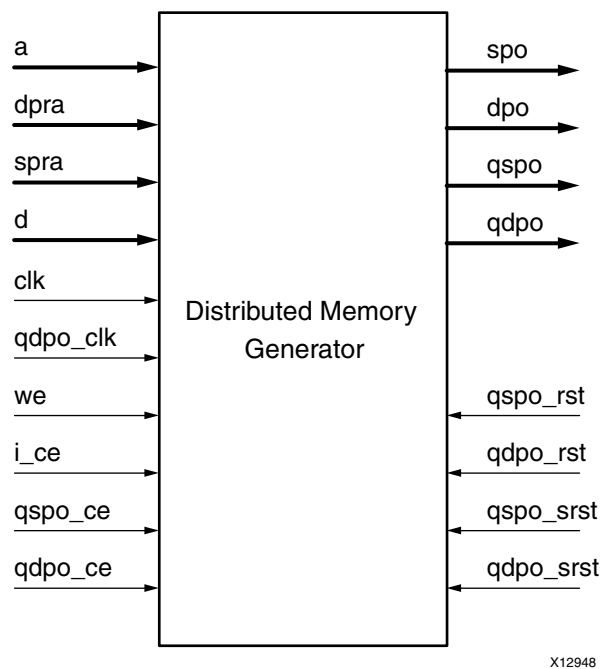 a
dpra
spra
d
clk
qdpo_clk
we
i_ce
qspo_ce
qdpo_ce
Distributed Memory
Generator
spo
dpo
qspo
qdpo
qspo_rst
qdpo_rst
qspo_srst
qdpo_srst
X12948